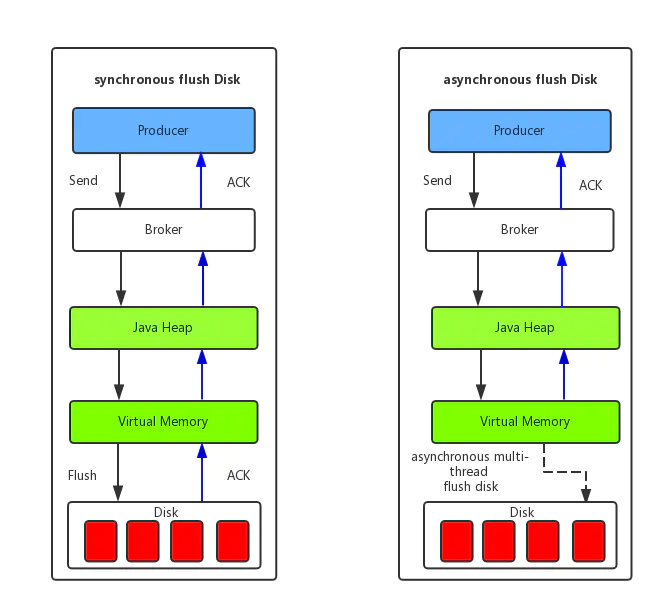 synchronous flush Disk
Producer
Send
ACK
Broker
Java Heap
Virtual Memory
Flush
ACK
Disk
asynchronous flush Disk
Producer
Send
ACK
Broker
Java Heap
Virtual Memory
asynchronous multi-
thread
flush disk
Disk